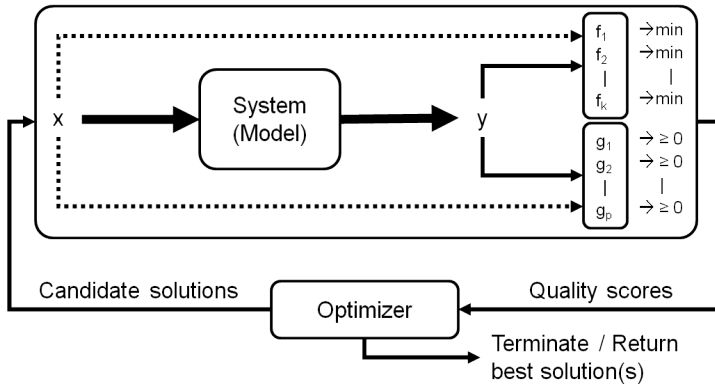 f₁ →min
f₂ →min
| |
fₖ →min
x
System
(Model)
y
g₁ → ≥ 0
g₂ → ≥ 0
| |
gₚ → ≥ 0
Candidate solutions
Optimizer
Quality scores
Terminate / Return
best solution(s)